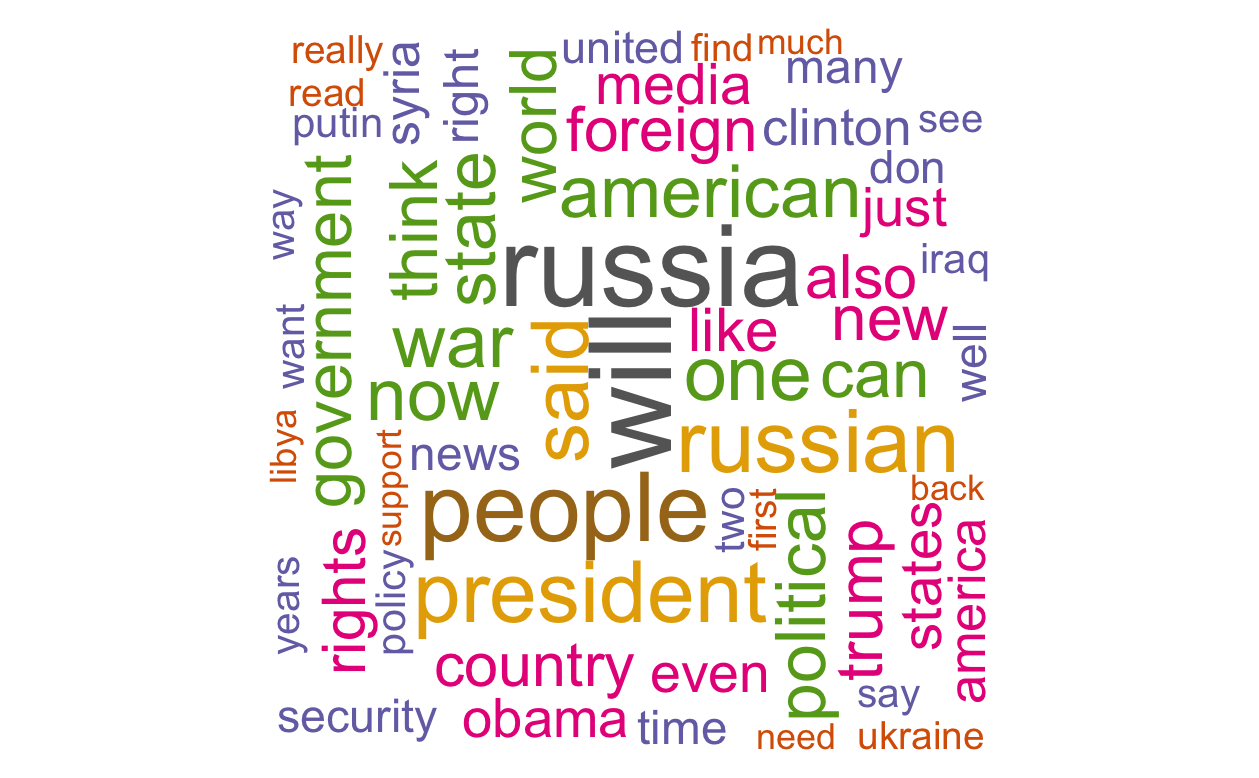 really
united
find
much
read
syria
right
world
media
many
putin
foreign
clinton
see
don
way
government
think
state
american
just
russia
also
iraq
want
war
said
will
like
new
well
now
one
can
libya
support
news
russian
people
two
first
political
back
years
rights
policy
president
trump
states
america
country
even
say
security
obama
time
need
ukraine